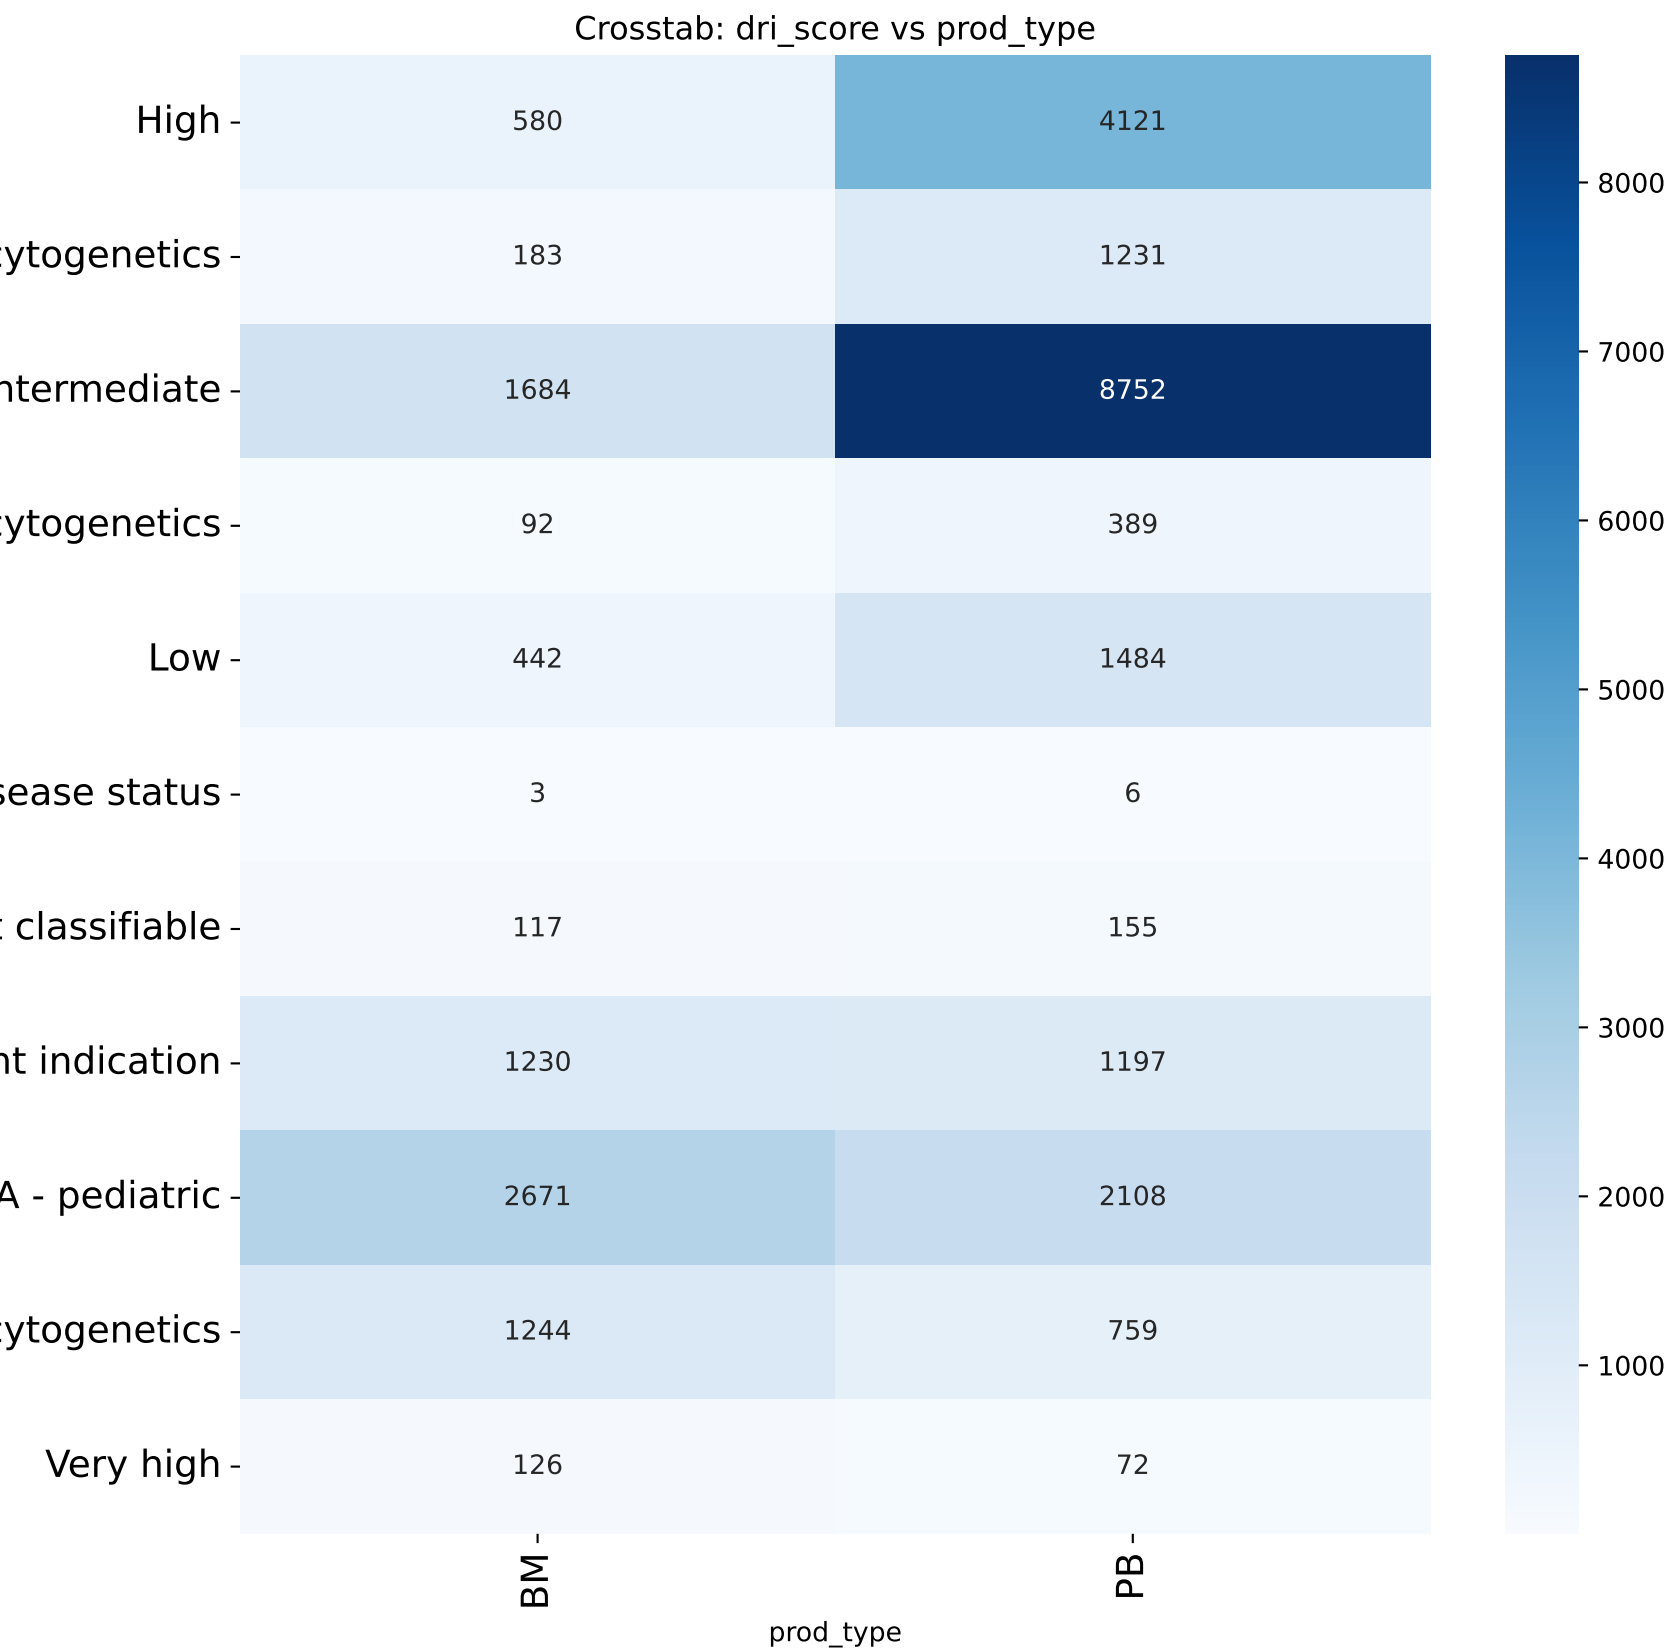 Crosstab: dri_score vs prod_type
High 580 4121
ytogenetics 183 1231
ntermediate 1684 8752
ytogenetics 92 389
Low 442 1484
sease status 3 6
t classifiable 117 155
nt indication 1230 1197
A - pediatric 2671 2108
ytogenetics 1244 759
Very high 126 72
BM PB
prod_type
8000
7000
6000
5000
4000
3000
2000
1000